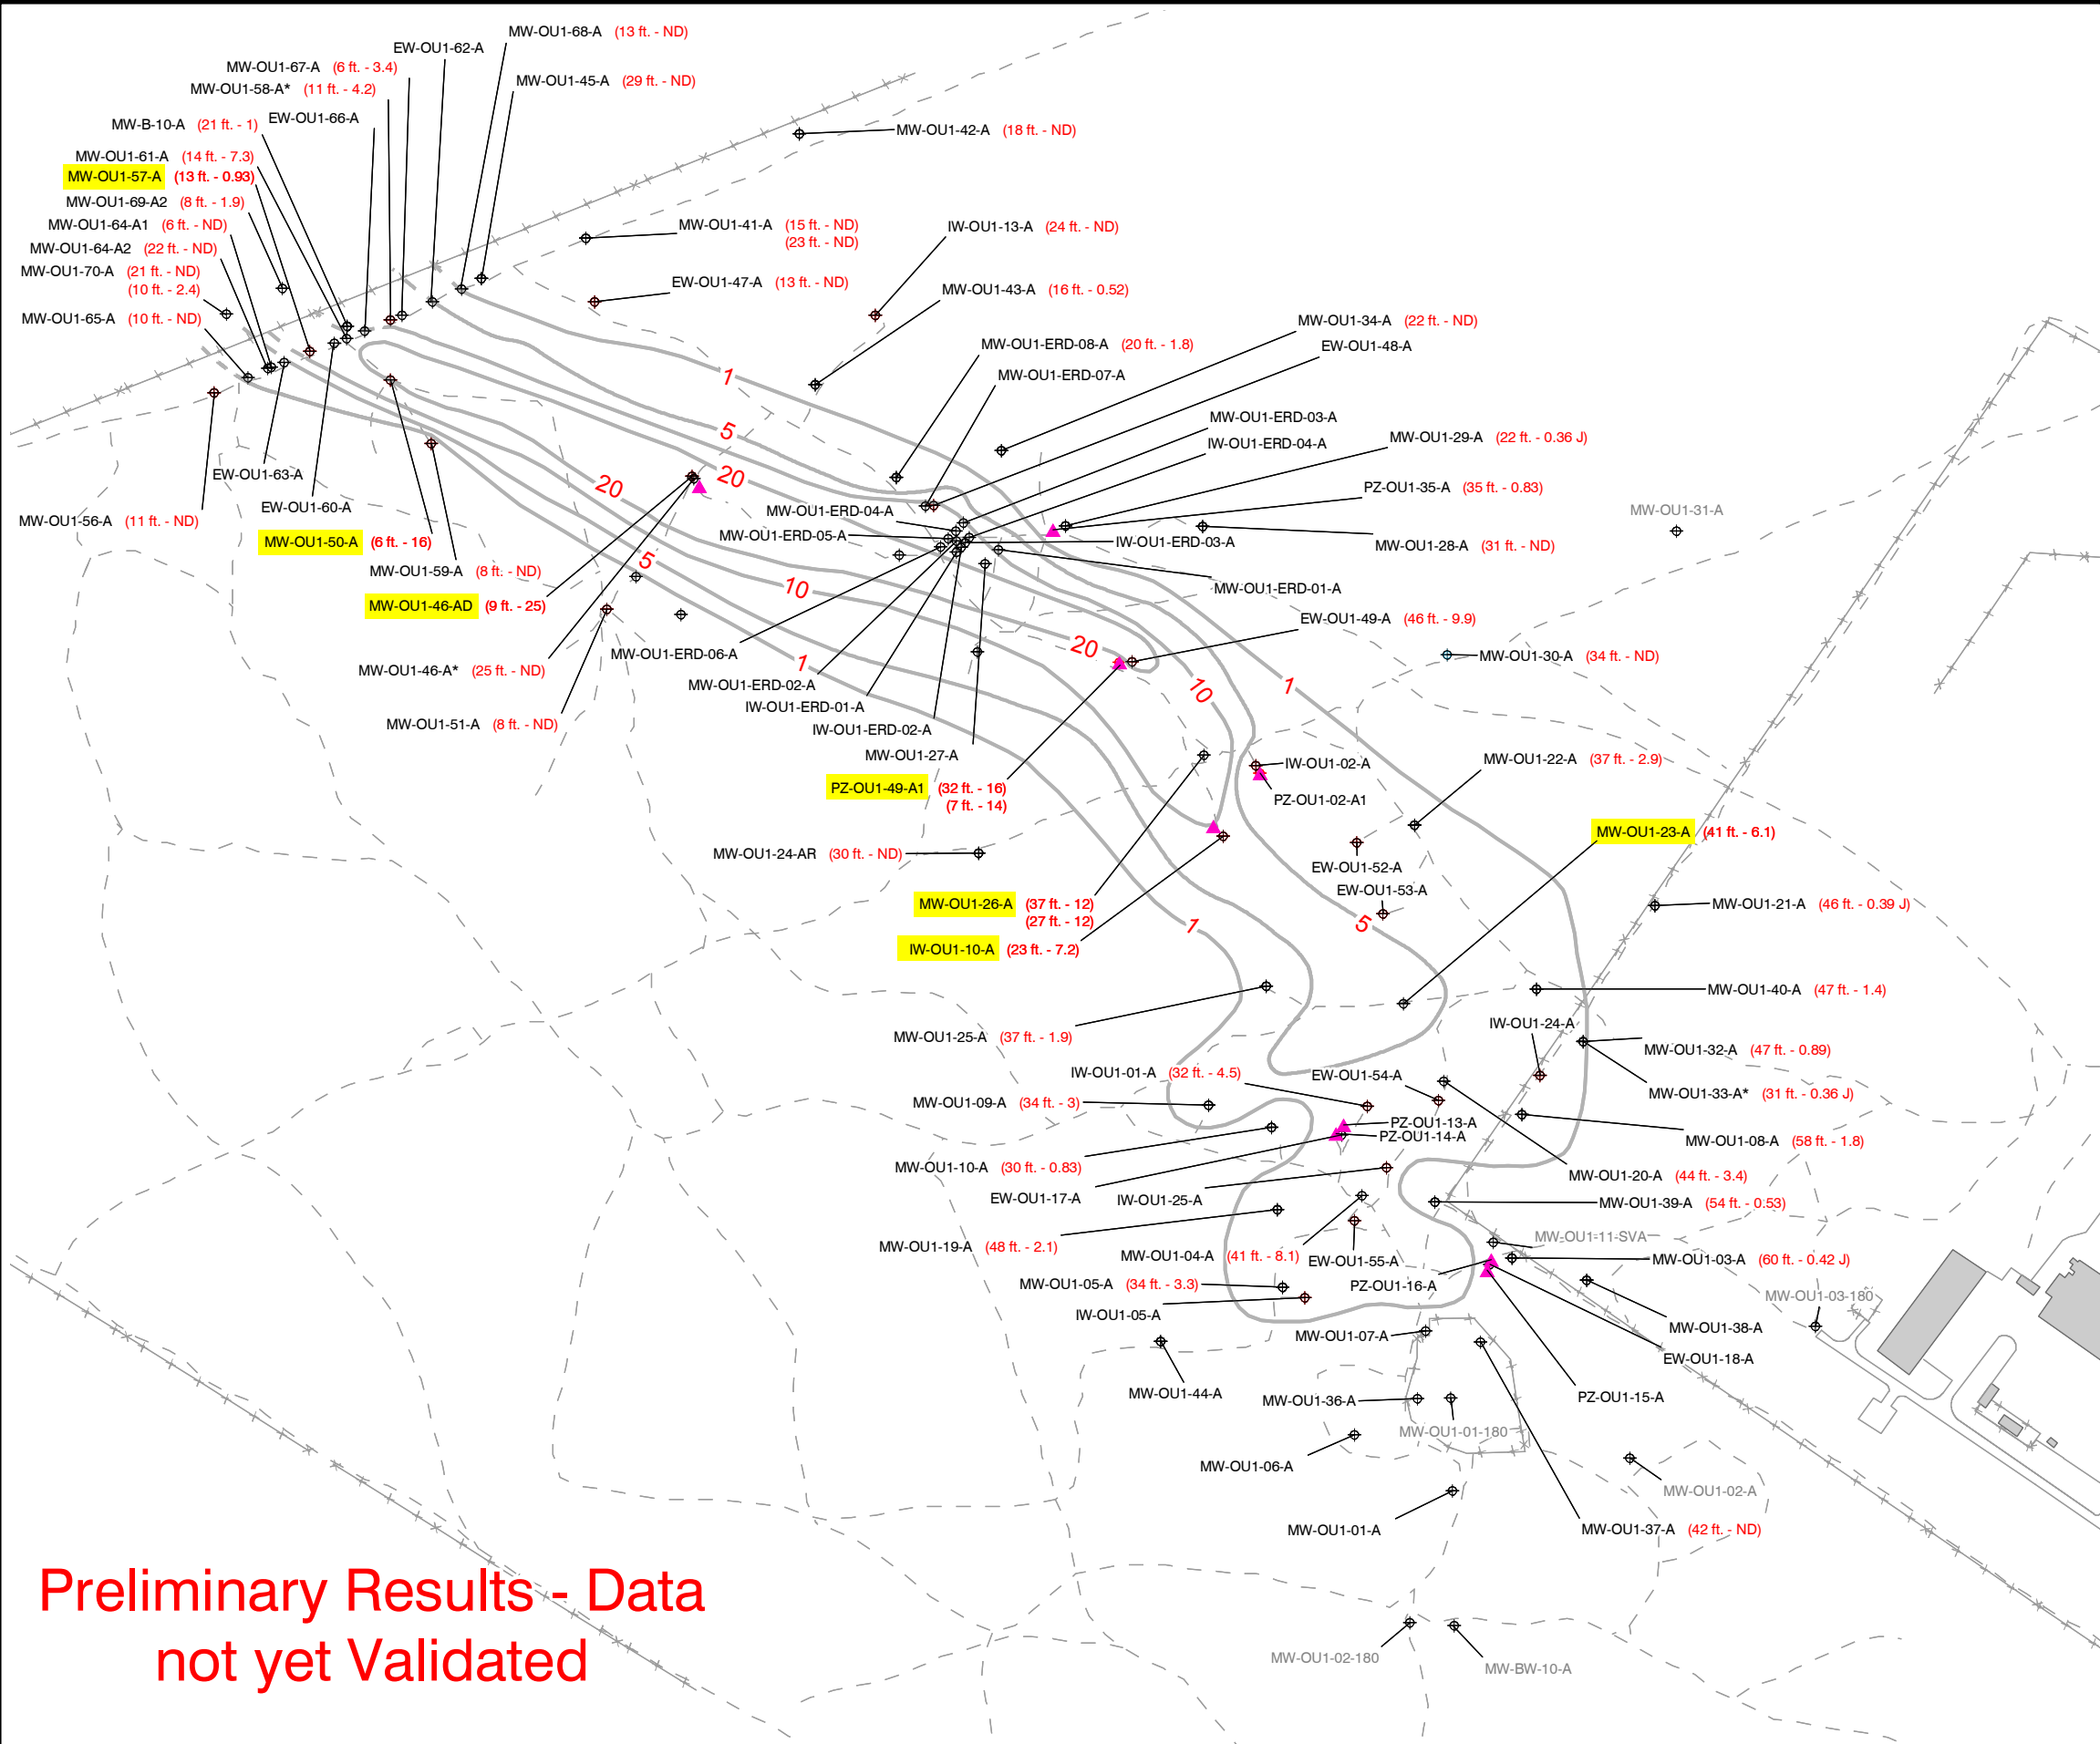 MW-OU1-68-A (13 ft. - ND)
EW-OU1-62-A
MW-OU1-67-A (6 ft. - 3.4)
MW-OU1-45-A (29 ft. - ND)
MW-OU1-58-A* (11 ft. - 4.2)
EW-OU1-66-A
MW-B-10-A (21 ft. - 1)
MW-OU1-42-A (18 ft. - ND)
MW-OU1-61-A (14 ft. - 7.3)
MW-OU1-57-A (13 ft. - 0.93)
MW-OU1-69-A2 (8 ft. - 1.9)
MW-OU1-64-A1 (6 ft. - ND)
MW-OU1-41-A (15 ft. - ND)
(23 ft. - ND)
IW-OU1-13-A (24 ft. - ND)
MW-OU1-64-A2 (22 ft. - ND)
MW-OU1-70-A (21 ft. - ND)
(10 ft. - 2.4)
EW-OU1-47-A (13 ft. - ND)
MW-OU1-43-A (16 ft. - 0.52)
MW-OU1-65-A (10 ft. - ND)
MW-OU1-34-A (22 ft. - ND)
MW-OU1-ERD-08-A (20 ft. - 1.8)
EW-OU1-48-A
MW-OU1-ERD-07-A
1
MW-OU1-ERD-03-A
5
IW-OU1-ERD-04-A
MW-OU1-29-A (22 ft. - 0.36 J)
EW-OU1-63-A
20
20
PZ-OU1-35-A (35 ft. - 0.83)
EW-OU1-60-A
MW-OU1-ERD-04-A
MW-OU1-31-A
MW-OU1-56-A (11 ft. - ND)
MW-OU1-ERD-05-A
IW-OU1-ERD-03-A
MW-OU1-50-A (6 ft. - 16)
MW-OU1-28-A (31 ft. - ND)
5
MW-OU1-59-A (8 ft. - ND)
10
MW-OU1-ERD-01-A
MW-OU1-46-AD (9 ft. - 25)
EW-OU1-49-A (46 ft. - 9.9)
20
MW-OU1-ERD-06-A
1
MW-OU1-30-A (34 ft. - ND)
MW-OU1-46-A* (25 ft. - ND)
MW-OU1-ERD-02-A
10
1
IW-OU1-ERD-01-A
MW-OU1-51-A (8 ft. - ND)
IW-OU1-ERD-02-A
MW-OU1-27-A
IW-OU1-02-A
MW-OU1-22-A (37 ft. - 2.9)
PZ-OU1-49-A1 (32 ft. - 16)
(7 ft. - 14)
PZ-OU1-02-A1
MW-OU1-23-A (41 ft. - 6.1)
MW-OU1-24-AR (30 ft. - ND)
EW-OU1-52-A
EW-OU1-53-A
MW-OU1-26-A (37 ft. - 12)
(27 ft. - 12)
MW-OU1-21-A (46 ft. - 0.39 J)
1
5
IW-OU1-10-A (23 ft. - 7.2)
MW-OU1-40-A (47 ft. - 1.4)
IW-OU1-24-A
MW-OU1-25-A (37 ft. - 1.9)
MW-OU1-32-A (47 ft. - 0.89)
IW-OU1-01-A (32 ft. - 4.5)
EW-OU1-54-A
MW-OU1-33-A* (31 ft. - 0.36 J)
MW-OU1-09-A (34 ft. - 3)
PZ-OU1-13-A
PZ-OU1-14-A
MW-OU1-08-A (58 ft. - 1.8)
MW-OU1-10-A (30 ft. - 0.83)
MW-OU1-20-A (44 ft. - 3.4)
EW-OU1-17-A
IW-OU1-25-A
MW-OU1-39-A (54 ft. - 0.53)
MW-OU1-11-SVA
MW-OU1-19-A (48 ft. - 2.1)
MW-OU1-04-A (41 ft. - 8.1)
EW-OU1-55-A
MW-OU1-03-A (60 ft. - 0.42 J)
MW-OU1-05-A (34 ft. - 3.3)
PZ-OU1-16-A
MW-OU1-03-180
IW-OU1-05-A
MW-OU1-38-A
MW-OU1-07-A
EW-OU1-18-A
MW-OU1-44-A
PZ-OU1-15-A
MW-OU1-36-A
MW-OU1-01-180
MW-OU1-06-A
MW-OU1-02-A
MW-OU1-01-A
MW-OU1-37-A (42 ft. - ND)
Preliminary Results - Data
not yet Validated
MW-OU1-02-180
MW-BW-10-A